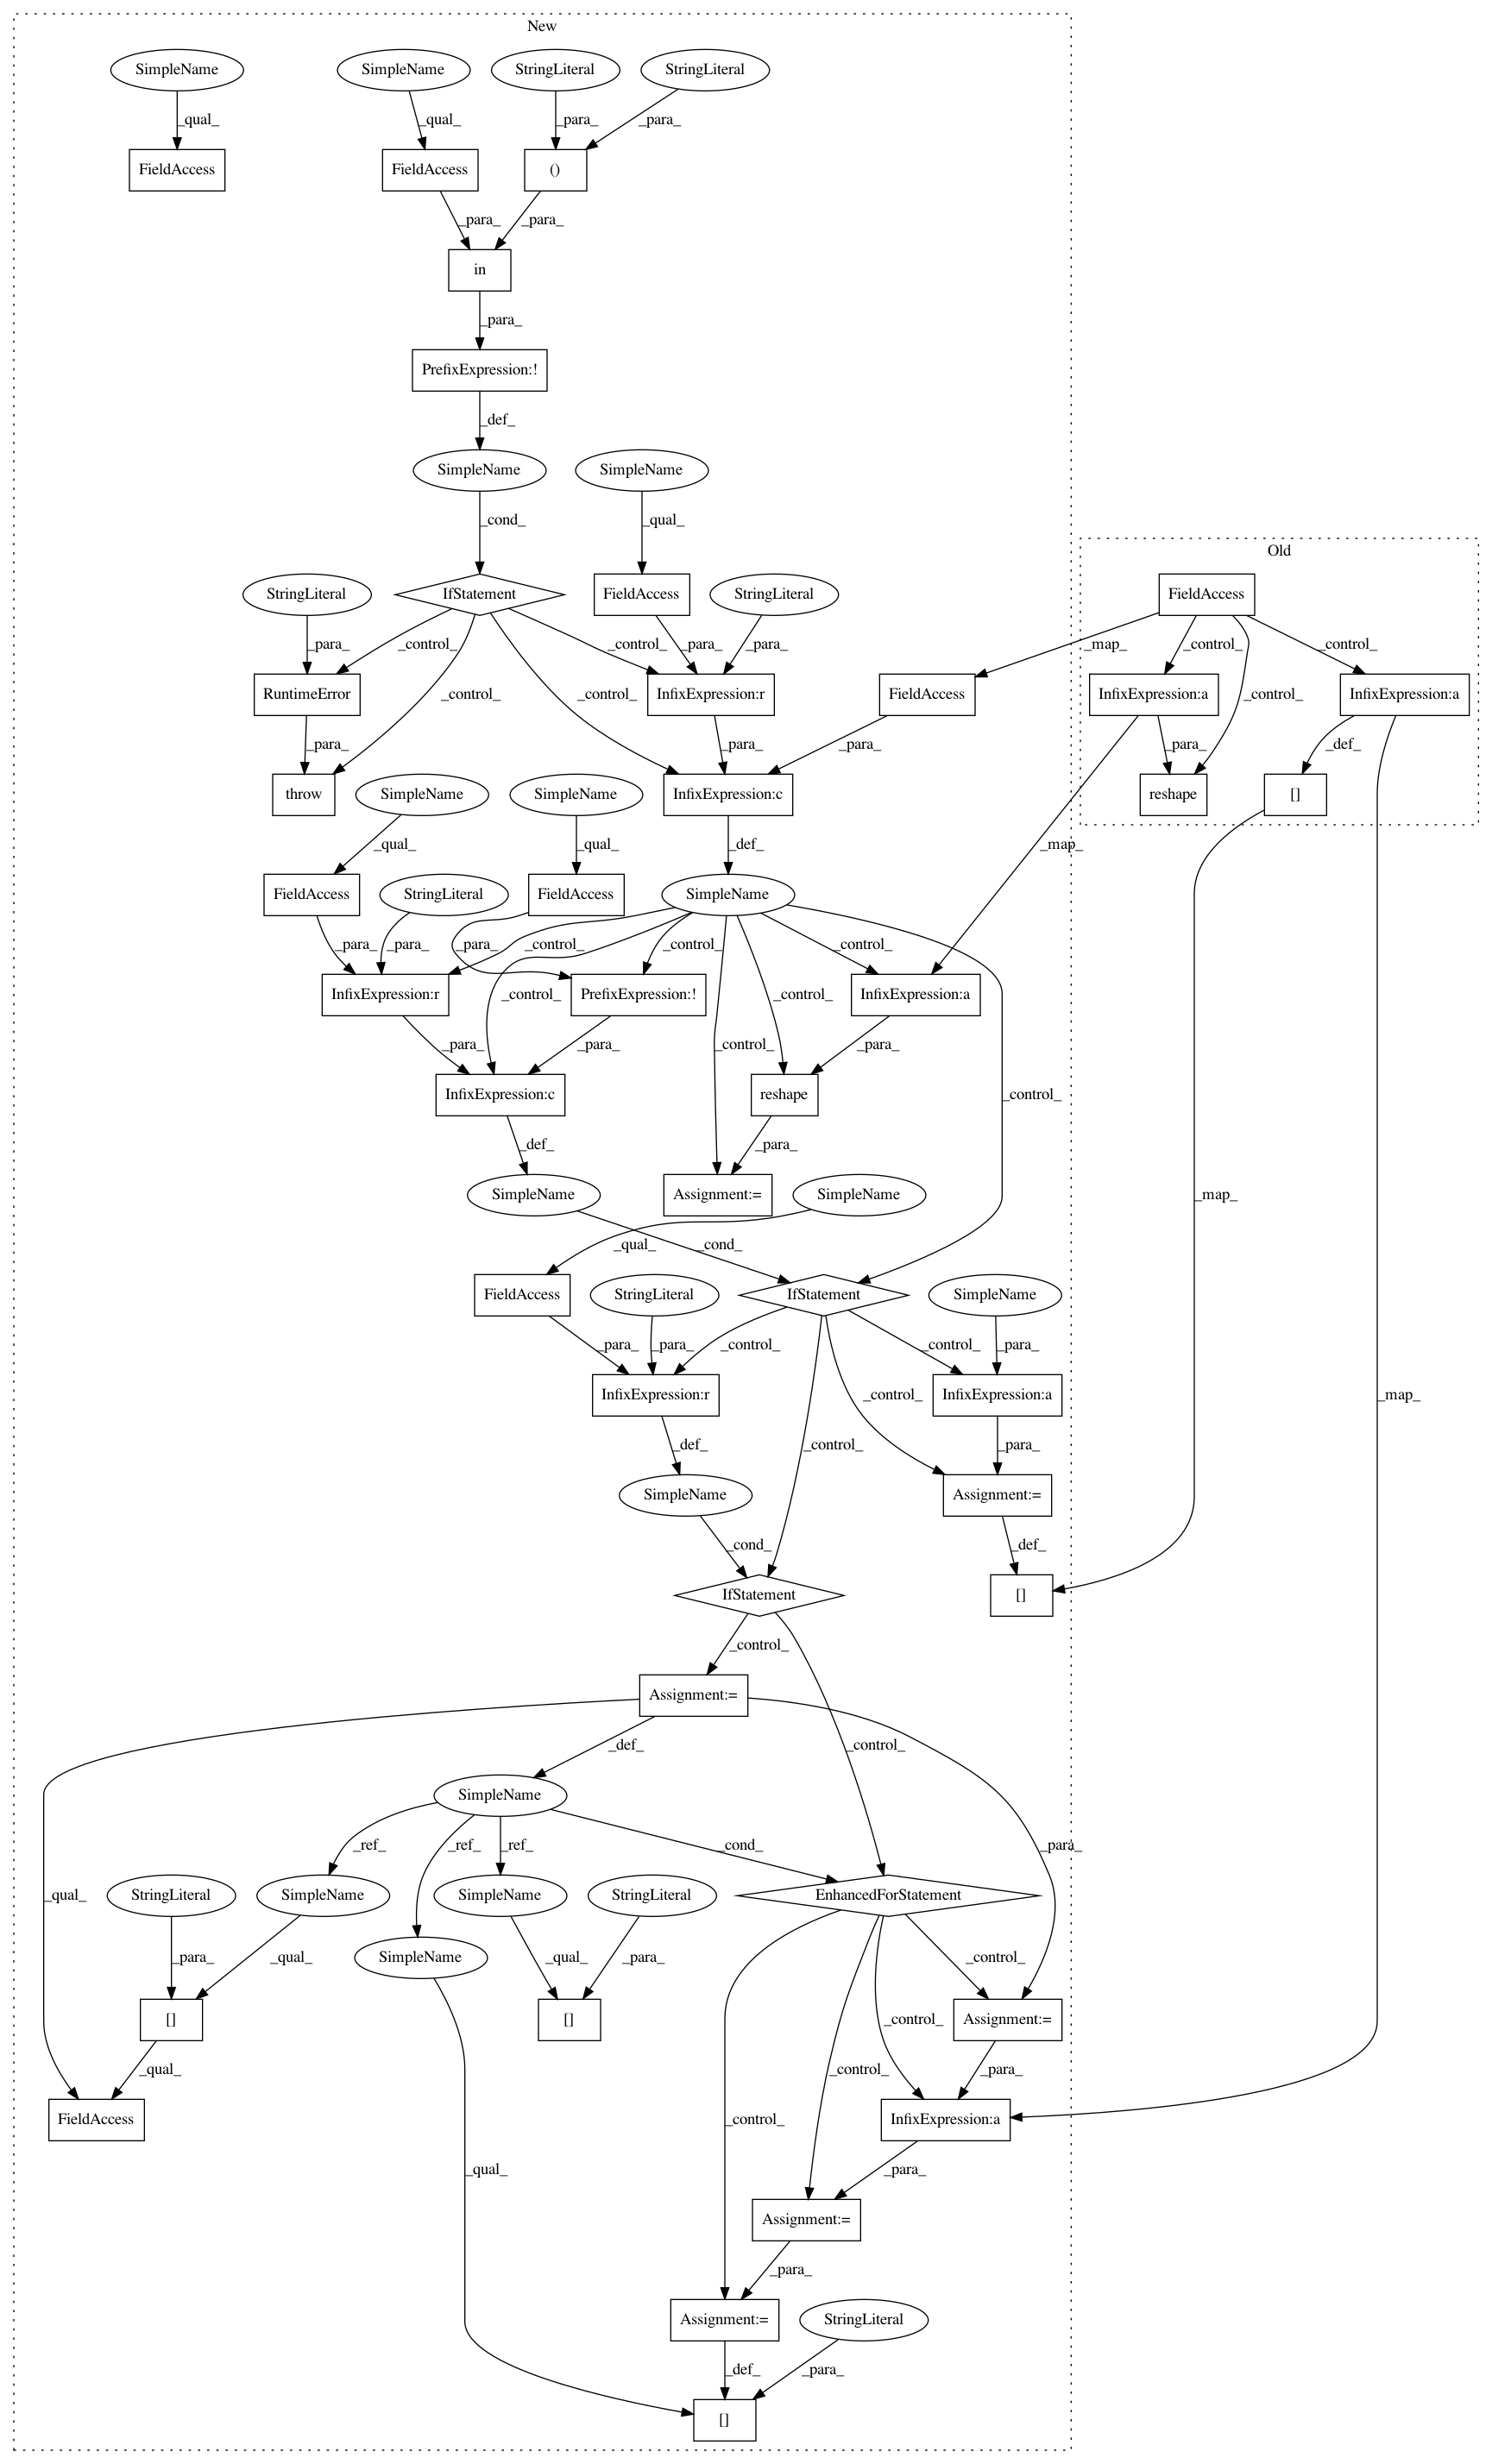 New
SimpleName
SimpleName
StringLiteral
StringLiteral
_qual_
_qual_
_para_
_para_
FieldAccess
FieldAccess
()
_para_
_para_
in
_para_
PrefixExpression:!
_def_
SimpleName
SimpleName
_cond_
_qual_
Old
StringLiteral
IfStatement
FieldAccess
StringLiteral
FieldAccess
_para_
_control_
_control_
_para_
_para_
_map_
_control_
_control_
RuntimeError
InfixExpression:r
FieldAccess
InfixExpression:a
InfixExpression:a
_control_
_control_
_control_
_para_
_para_
_para_
_para_
_def_
throw
SimpleName
SimpleName
InfixExpression:c
reshape
[]
_qual_
_qual_
_def_
_map_
FieldAccess
StringLiteral
FieldAccess
SimpleName
_para_
_para_
_para_
_control_
_control_
_control_
InfixExpression:r
PrefixExpression:!
InfixExpression:a
_control_
_control_
_para_
_para_
_control_
_para_
InfixExpression:c
reshape
_control_
_def_
_para_
SimpleName
Assignment:=
SimpleName
_map_
_qual_
_cond_
FieldAccess
StringLiteral
IfStatement
SimpleName
_para_
_para_
_control_
_control_
_para_
InfixExpression:r
InfixExpression:a
_control_
_map_
_def_
_control_
_para_
SimpleName
Assignment:=
_cond_
_def_
IfStatement
[]
_control_
Assignment:=
_def_
_control_
SimpleName
_ref_
_ref_
_ref_
_cond_
_para_
_qual_
StringLiteral
SimpleName
SimpleName
StringLiteral
EnhancedForStatement
SimpleName
_para_
_qual_
_qual_
_para_
_control_
[]
[]
_control_
Assignment:=
_qual_
_control_
_para_
FieldAccess
_control_
InfixExpression:a
_qual_
_para_
Assignment:=
_para_
Assignment:=
StringLiteral
_def_
_para_
[]